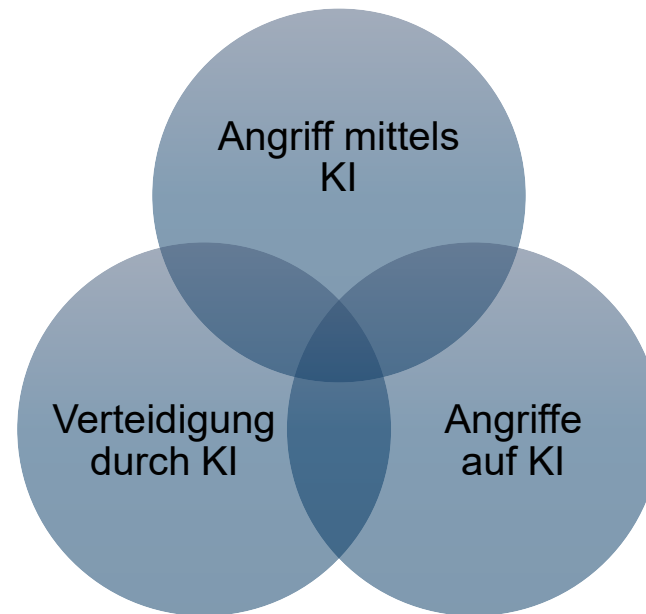 Angriff mittels
KI
Verteidigung
durch KI
Angriffe
auf KI